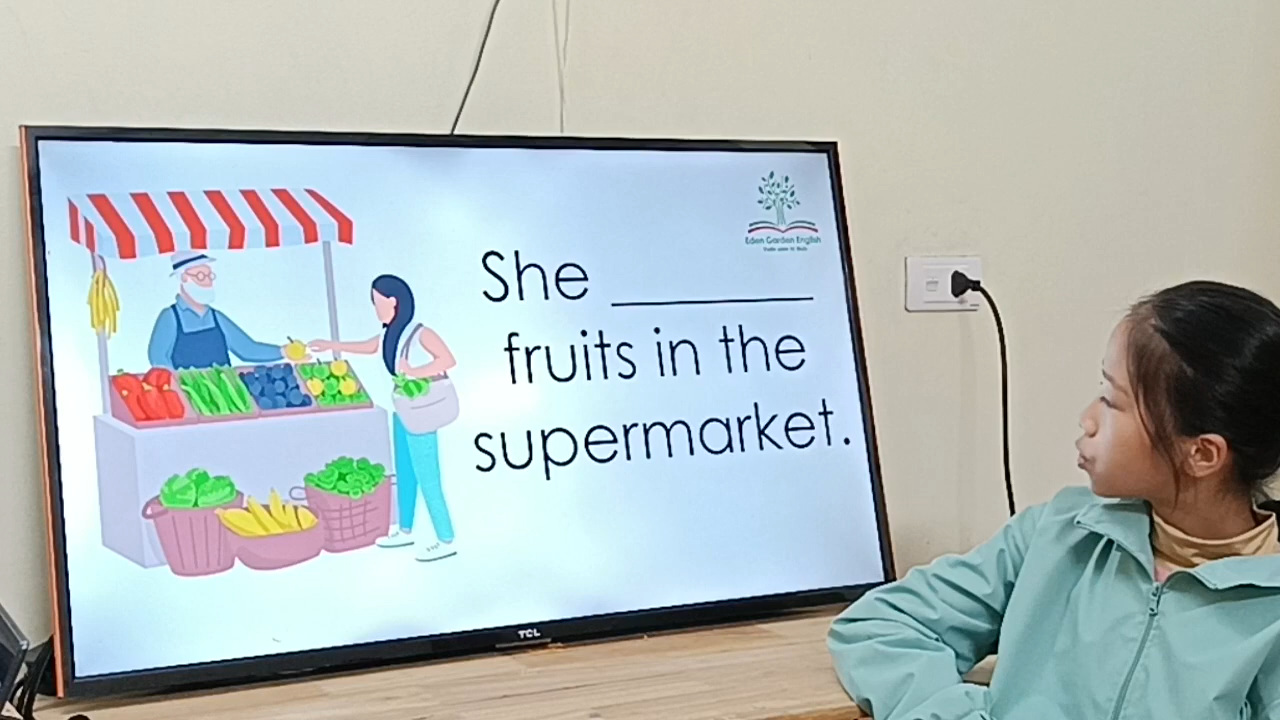 She ________
fruits in the
supermarket.
Eden Garden English
TCL